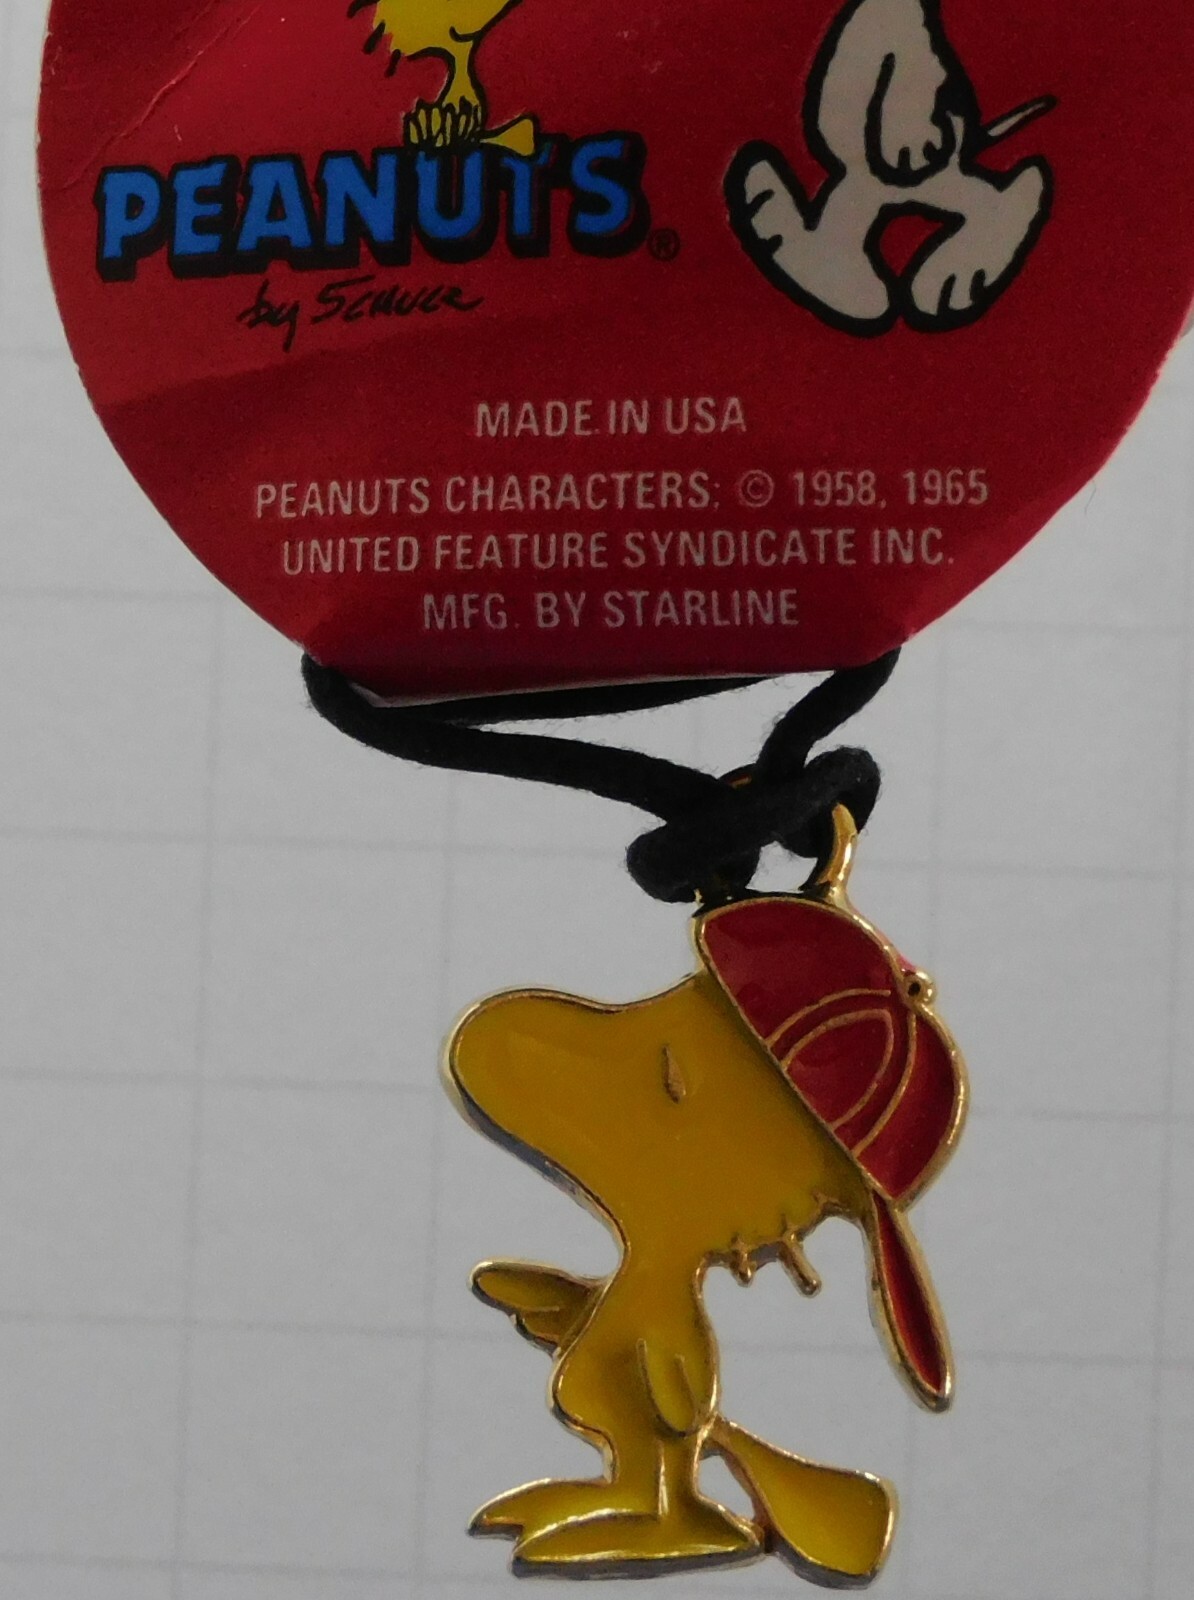 PEANUTS®
by Schulz
MADE IN USA
PEANUTS CHARACTERS: © 1958, 1965
UNITED FEATURE SYNDICATE INC.
MFG. BY STARLINE